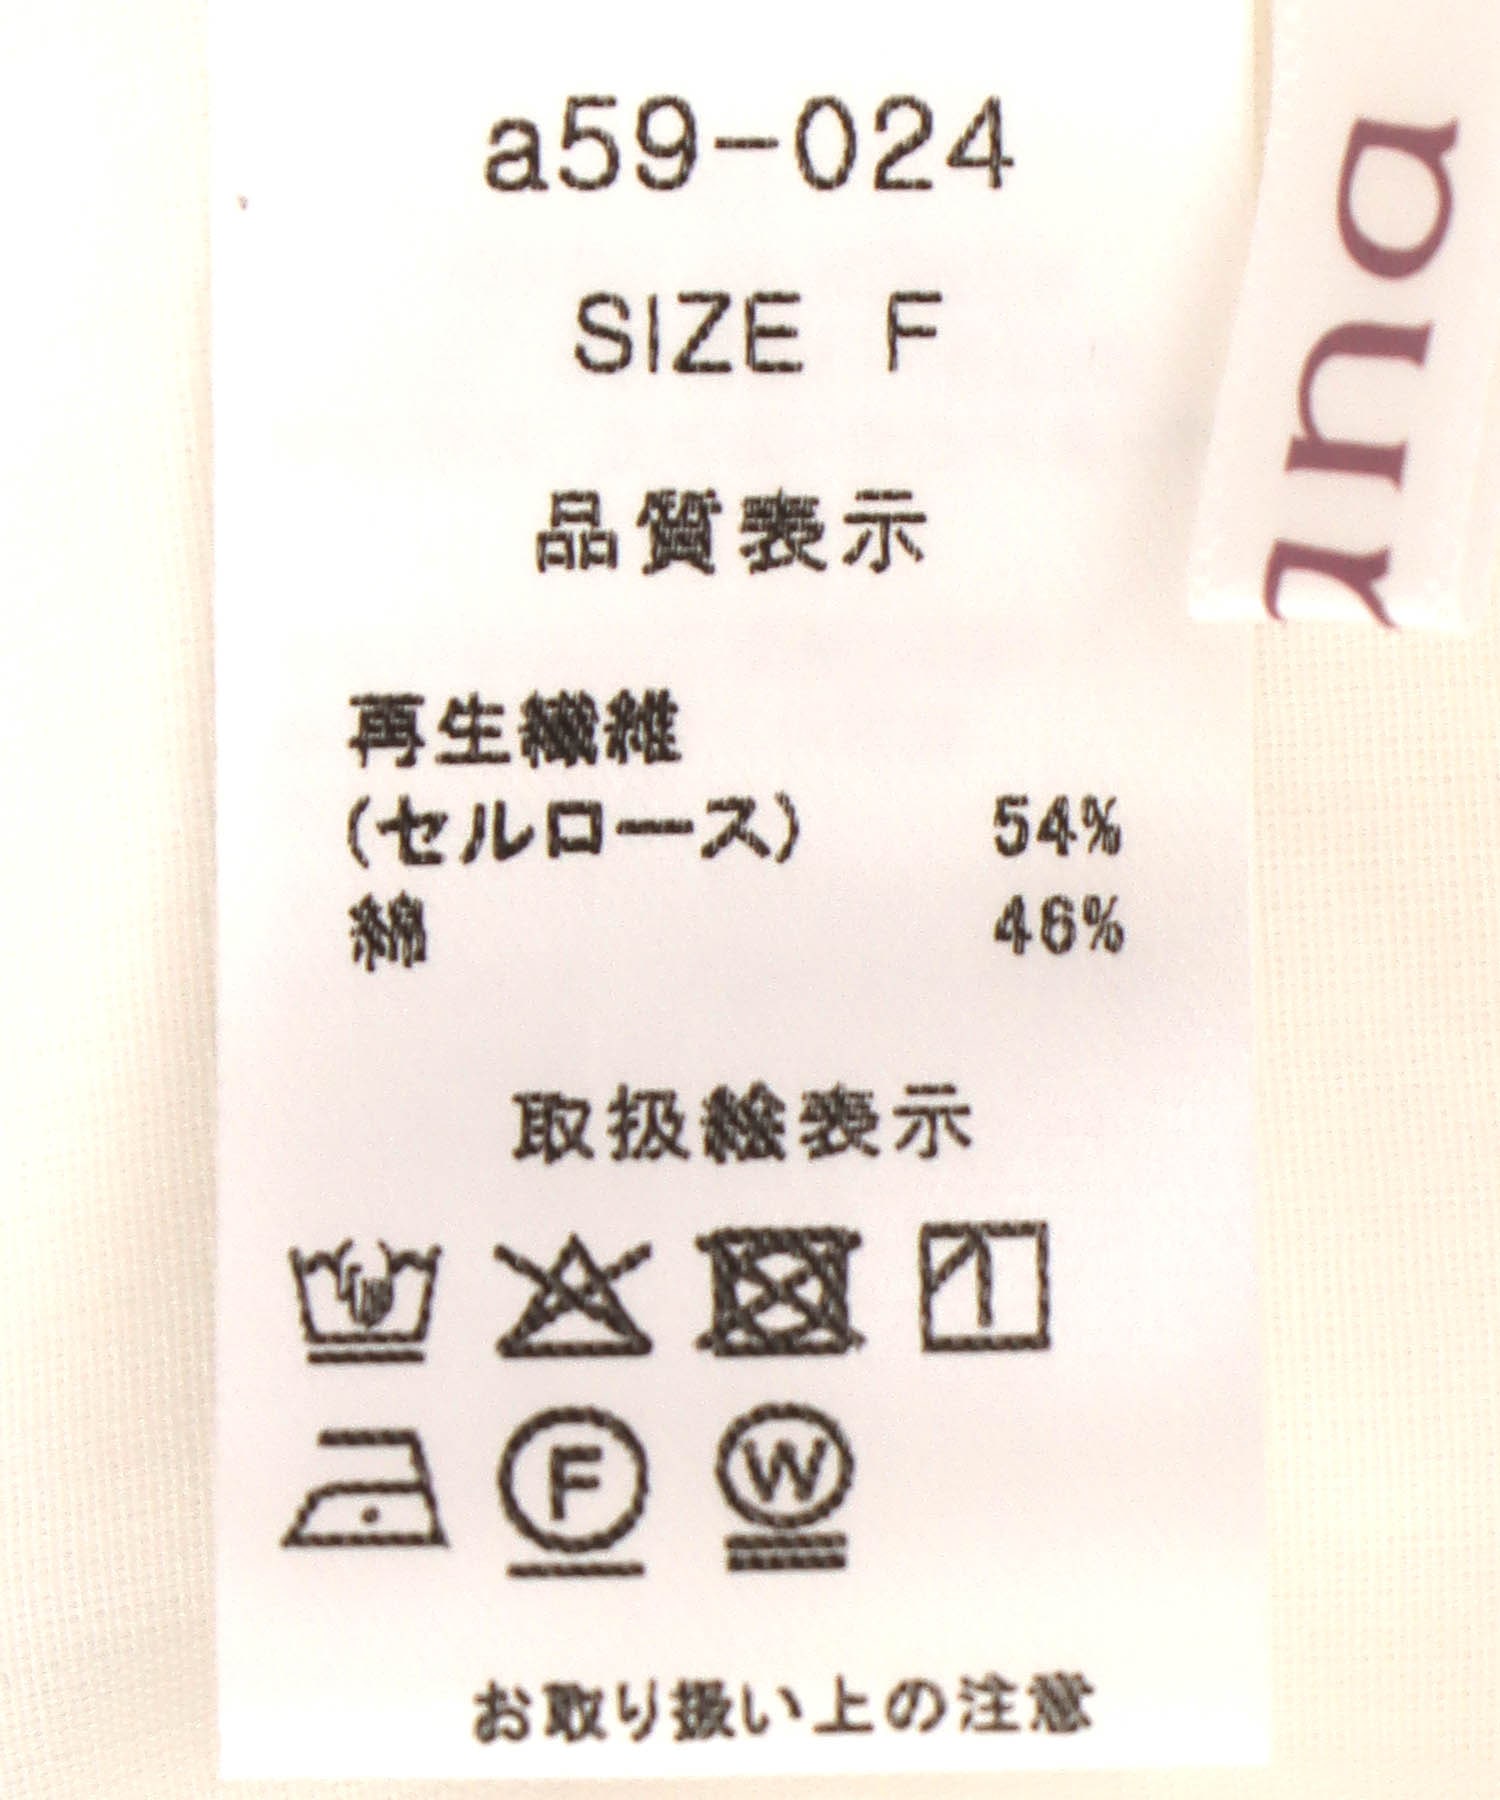 a59-024
SIZE F
品質表示
再生繊維
(セルロース) 54%
綿 46%
取扱絵表示
F
W
お取り扱い上の注意
una